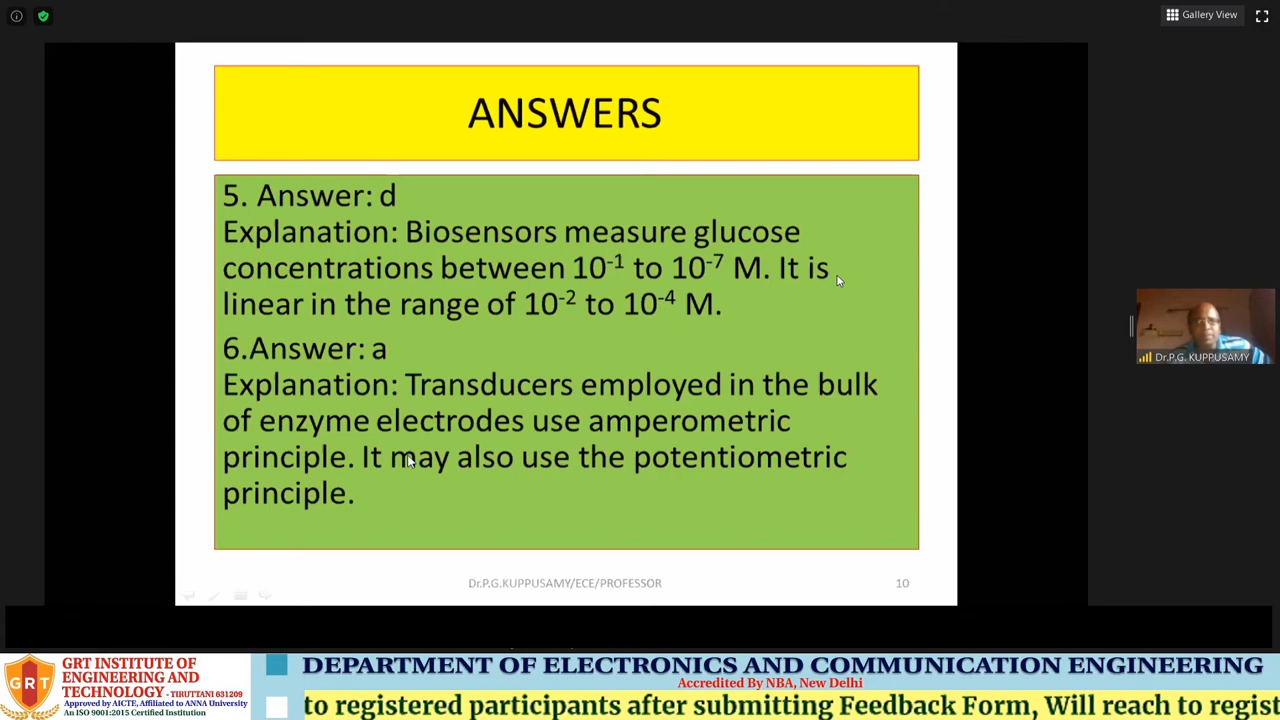 Gallery View
ANSWERS
5. Answer: d
Explanation: Biosensors measure glucose
concentrations between 10⁻¹ to 10⁻⁷ M. It is
linear in the range of 10⁻² to 10⁻⁴ M.
6.Answer: a
Explanation: Transducers employed in the bulk
of enzyme electrodes use amperometric
principle. It may also use the potentiometric
principle.
Dr.P.G.KUPPUSAMY/ECE/PROFESSOR
10
Dr.P.G. KUPPUSAMY
GRT
GRT INSTITUTE OF
ENGINEERING AND
TECHNOLOGY - TIRUTTANI 631209
Approved by AICTE, Affiliated to ANNA University
An ISO 9001:2015 Certified Institution
DEPARTMENT OF ELECTRONICS AND COMMUNICATION ENGINEERING
Accredited By NBA, New Delhi
to registered participants after submitting Feedback Form, Will reach to regist